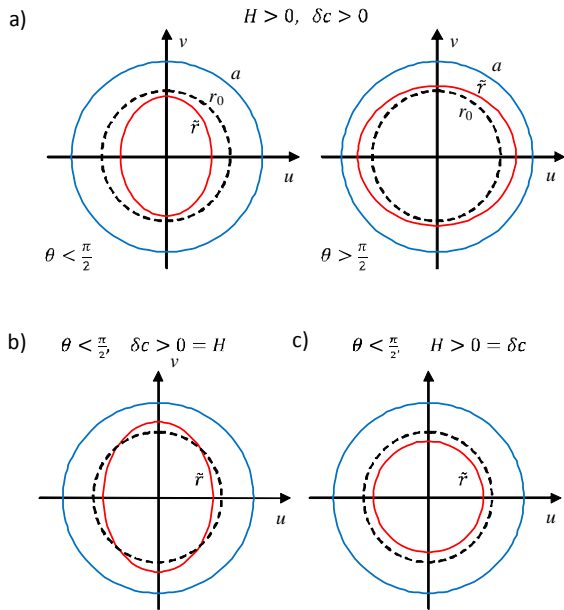 a)
H > 0, δc > 0
v
a
r₀
r̃
u
θ < π/2
v
a
r̃
r₀
u
θ > π/2
b)
θ < π/2, δc > 0 = H
v
r̃
u
c)
θ < π/2, H > 0 = δc
r̃
u